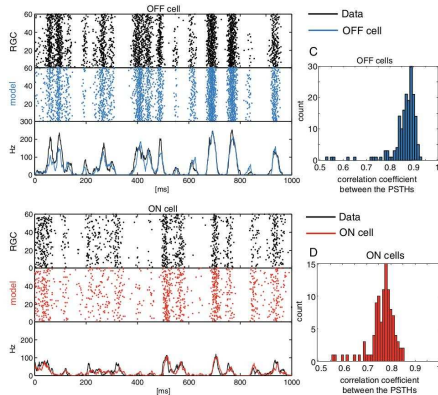 OFF cell
Data
OFF cell
RGC
60
40
20
0
60
model
40
20
300
Hz
200
100
0
0 200 400 600 800 1000
[ms]
C
OFF cells
count
30
20
10
0
0.5 0.6 0.7 0.8 0.9 1
correlation coefficient
between the PSTHs
ON cell
Data
ON cell
RGC
60
40
20
0
60
model
40
20
0
Hz
200
100
0
0 200 400 600 800 1000
[ms]
D
ON cells
count
15
10
5
0
0.5 0.6 0.7 0.8 0.9 1
correlation coefficient
between the PSTHs